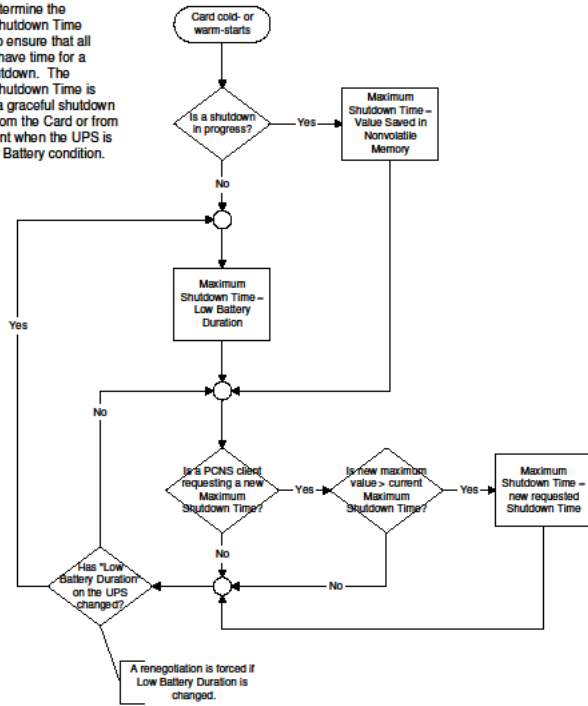 termine the
hutdown Time
o ensure that all
have time for a
utdown. The
hutdown Time is
a graceful shutdown
om the Card or from
nt when the UPS is
Battery condition.
Card cold- or
warm-starts
Is a shutdown
in progress?
Yes
Maximum
Shutdown Time –
Value Saved in
Nonvolatile
Memory
No
Maximum
Shutdown Time –
Low Battery
Duration
Yes
No
Is a PCNS client
requesting a new
Maximum
Shutdown Time?
Yes
Is new maximum
value > current
Maximum
Shutdown Time?
Yes
Maximum
Shutdown Time –
new requested
Shutdown Time
No
No
Has "Low
Battery Duration"
on the UPS
changed?
A renegotiation is forced if
Low Battery Duration is
changed.